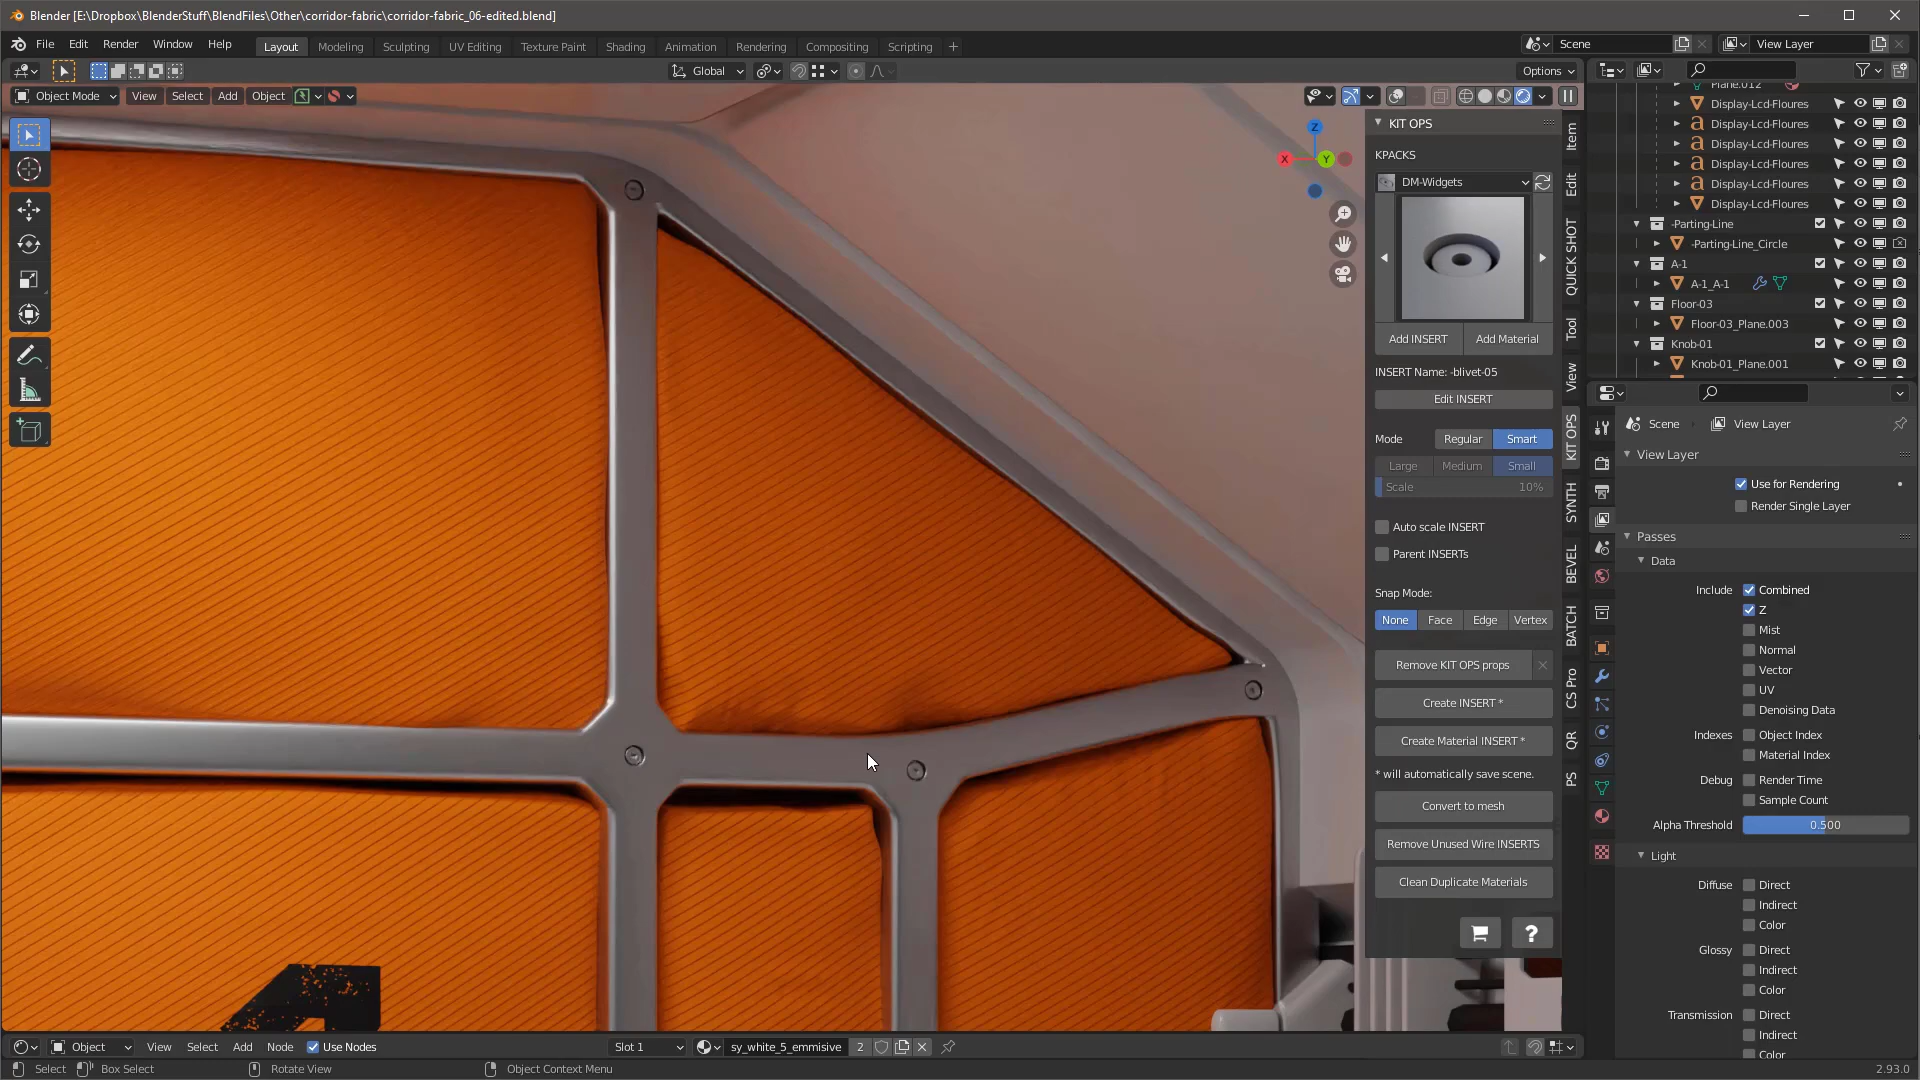 Blender [E:\Dropbox\BlenderStuff\BlendFiles\Other\corridor-fabric\corridor-fabric_06-edited.blend]
File Edit Render Window Help Layout Modeling Sculpting UV Editing Texture Paint Shading Animation Rendering Compositing Scripting + Scene View Layer
Global Options
Object Mode View Select Add Object
Z
X Y
KIT OPS
KPACKS
DM-Widgets
Add INSERT Add Material
INSERT Name: -blivet-05
Edit INSERT
Mode Regular Smart
Large Medium Small
Scale 10%
Auto scale INSERT
Parent INSERTs
Snap Mode:
None Face Edge Vertex
Remove KIT OPS props
Create INSERT *
Create Material INSERT *
* will automatically save scene.
Convert to mesh
Remove Unused Wire INSERTS
Clean Duplicate Materials
?
Item
Edit
QUICK SHOT
Tool
View
KIT OPS
SYNTH
BEVEL
BATCH
CS Pro
QR
PS
Plane.012
Display-Lcd-Floures
Display-Lcd-Floures
Display-Lcd-Floures
Display-Lcd-Floures
Display-Lcd-Floures
Display-Lcd-Floures
-Parting-Line
-Parting-Line_Circle
A-1
A-1_A-1
Floor-03
Floor-03_Plane.003
Knob-01
Knob-01_Plane.001
Scene View Layer
View Layer
Use for Rendering
Render Single Layer
Passes
Data
Include Combined
Z
Mist
Normal
Vector
UV
Denoising Data
Indexes Object Index
Material Index
Debug Render Time
Sample Count
Alpha Threshold 0.500
Light
Diffuse Direct
Indirect
Color
Glossy Direct
Indirect
Color
Transmission Direct
Indirect
Color
Object View Select Add Node Use Nodes Slot 1 sy_white_5_emmisive 2
Select Box Select Rotate View Object Context Menu 2.93.0